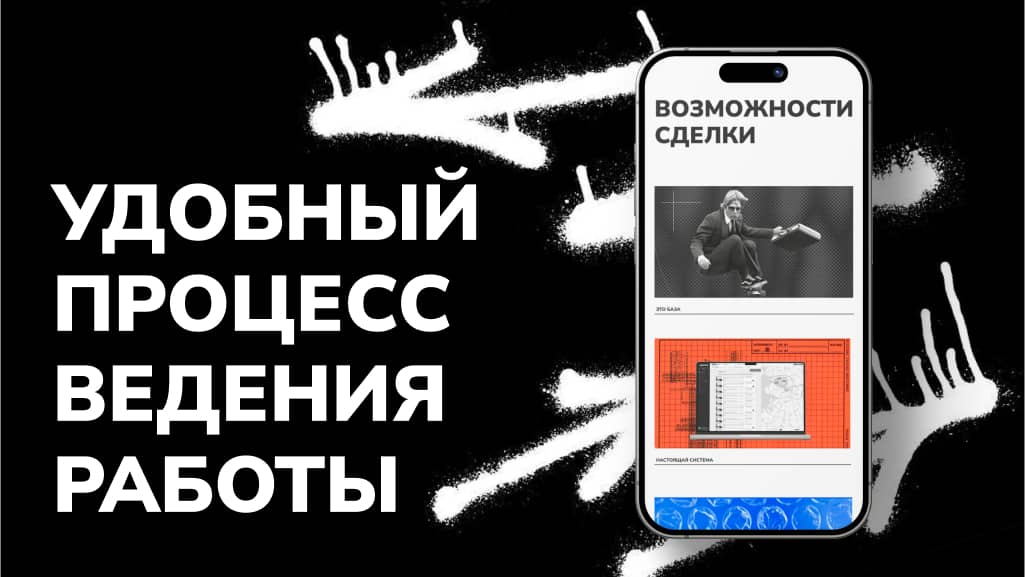 УДОБНЫЙ
ПРОЦЕСС
ВЕДЕНИЯ
РАБОТЫ
ВОЗМОЖНОСТИ
СДЕЛКИ
ЭТО БАЗА
НАСТОЯЩАЯ СИСТЕМА